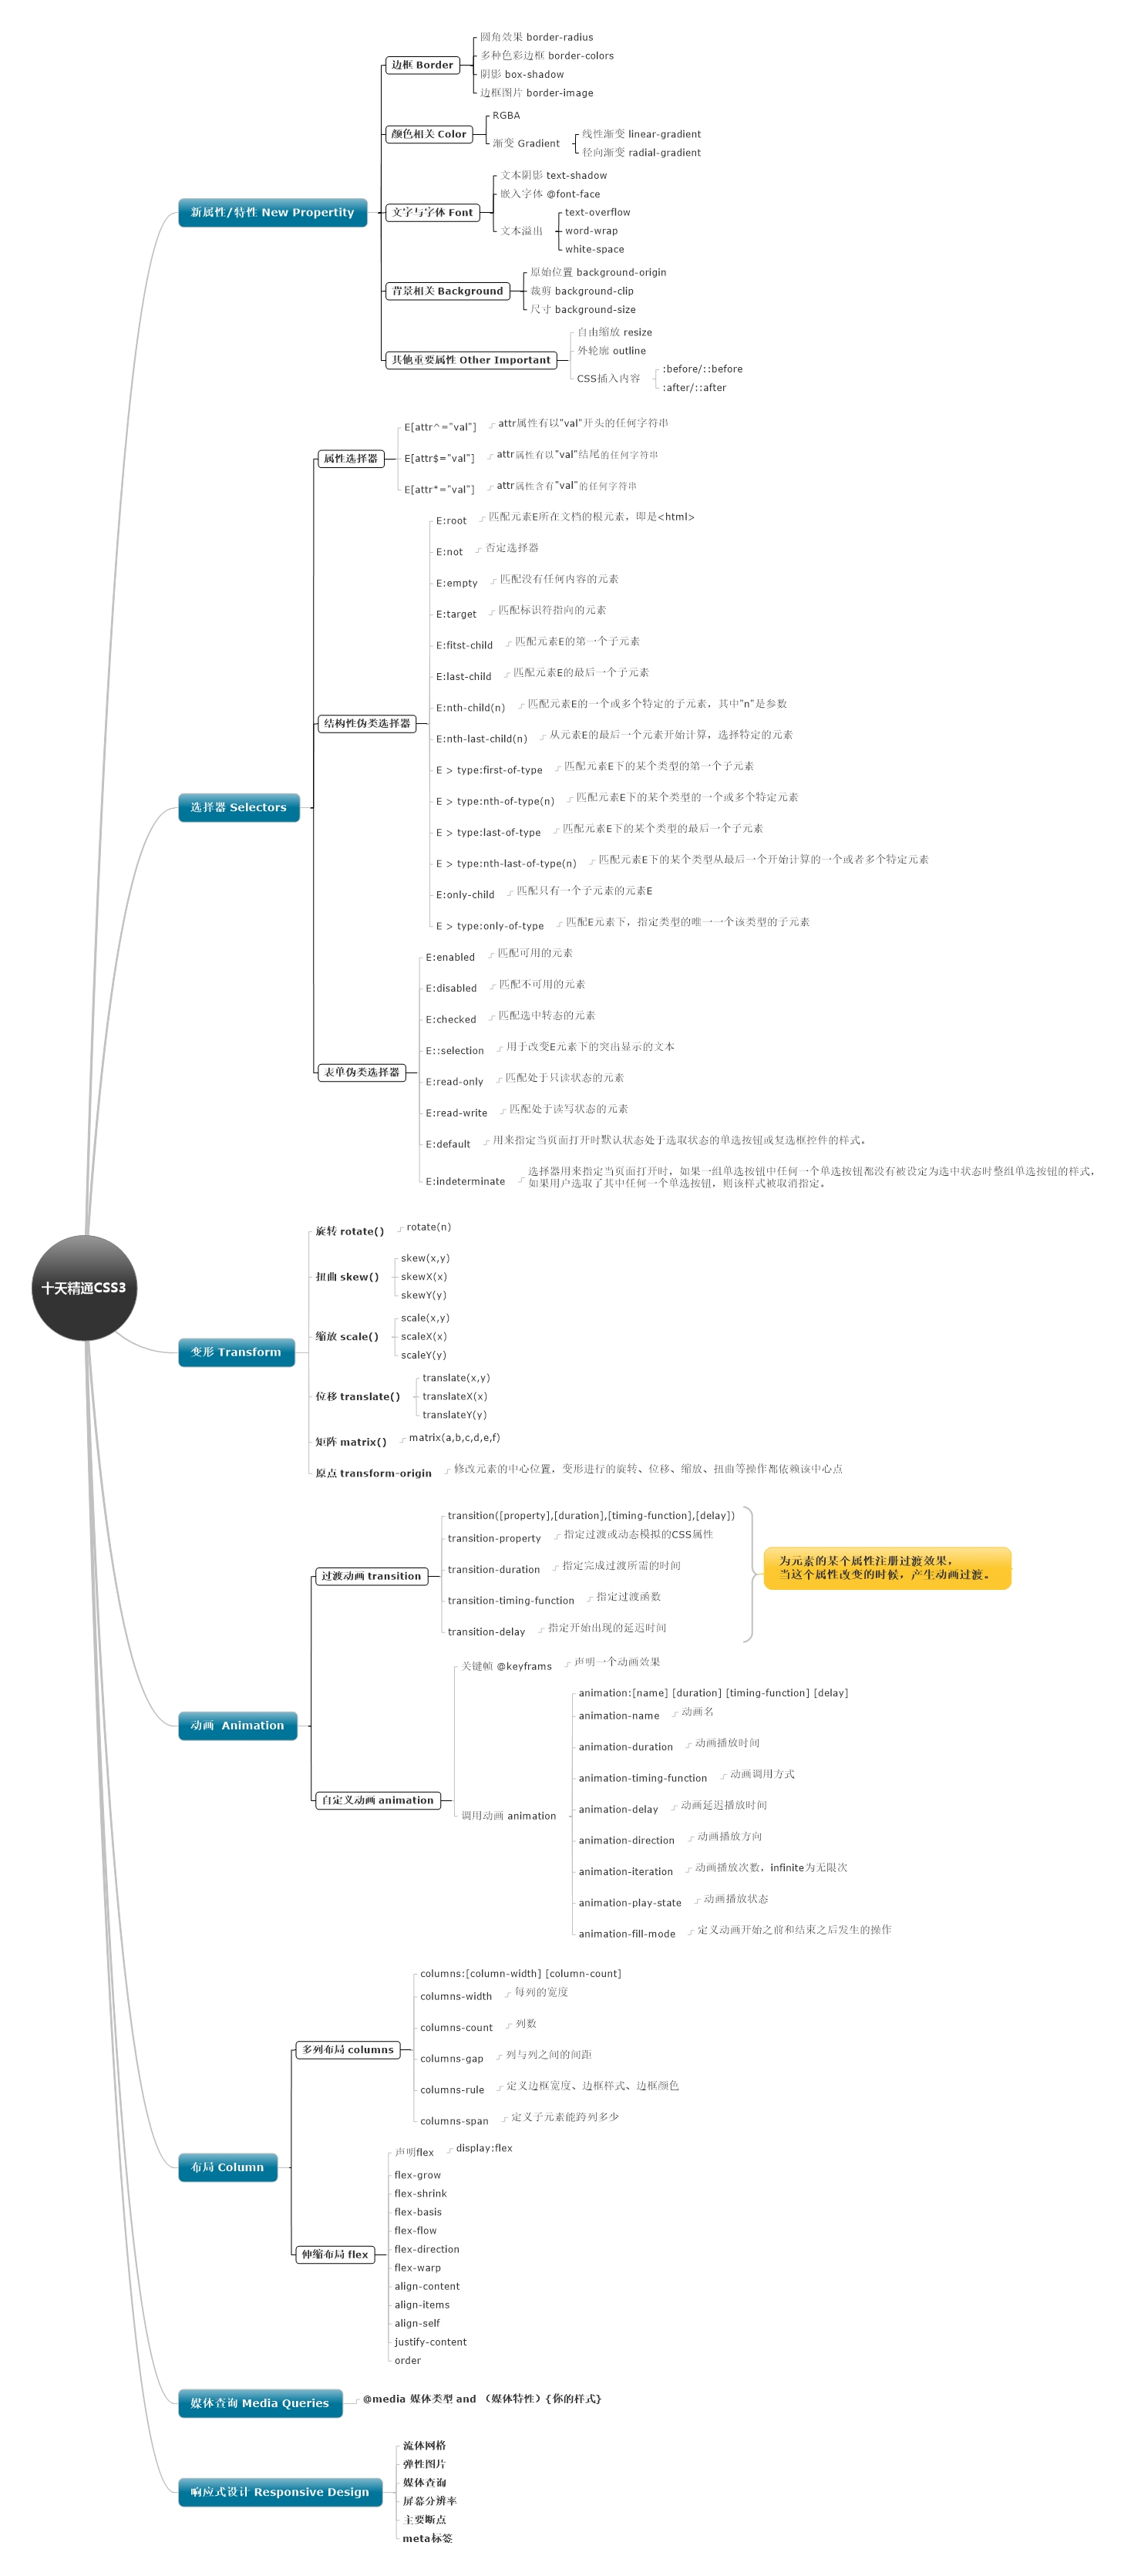 十天精通CSS3
新属性/特性 New Propertity
边框 Border
圆角效果 border-radius
多种色彩边框 border-colors
阴影 box-shadow
边框图片 border-image
颜色相关 Color
RGBA
渐变 Gradient
线性渐变 linear-gradient
径向渐变 radial-gradient
文字与字体 Font
文本阴影 text-shadow
嵌入字体 @font-face
文本溢出
text-overflow
word-wrap
white-space
背景相关 Background
原始位置 background-origin
裁剪 background-clip
尺寸 background-size
其他重要属性 Other Important
自由缩放 resize
外轮廓 outline
CSS插入内容
:before/::before
:after/::after
选择器 Selectors
属性选择器
E[attr^="val"]
attr属性有以"val"开头的任何字符串
E[attr$="val"]
attr属性有以"val"结尾的任何字符串
E[attr*="val"]
attr属性含有"val"的任何字符串
结构性伪类选择器
E:root
匹配元素E所在文档的根元素，即是<html>
E:not
否定选择器
E:empty
匹配没有任何内容的元素
E:target
匹配标识符指向的元素
E:fitst-child
匹配元素E的第一个子元素
E:last-child
匹配元素E的最后一个子元素
E:nth-child(n)
匹配元素E的一个或多个特定的子元素，其中"n"是参数
E:nth-last-child(n)
从元素E的最后一个元素开始计算，选择特定的元素
E > type:first-of-type
匹配元素E下的某个类型的第一个子元素
E > type:nth-of-type(n)
匹配元素E下的某个类型的一个或多个特定元素
E > type:last-of-type
匹配元素E下的某个类型的最后一个子元素
E > type:nth-last-of-type(n)
匹配元素E下的某个类型从最后一个开始计算的一个或者多个特定元素
E:only-child
匹配只有一个子元素的元素E
E > type:only-of-type
匹配E元素下，指定类型的唯一一个该类型的子元素
表单伪类选择器
E:enabled
匹配可用的元素
E:disabled
匹配不可用的元素
E:checked
匹配选中转态的元素
E::selection
用于改变E元素下的突出显示的文本
E:read-only
匹配处于只读状态的元素
E:read-write
匹配处于读写状态的元素
E:default
用来指定当页面打开时默认状态处于选取状态的单选按钮或复选框控件的样式。
E:indeterminate
选择器用来指定当页面打开时，如果一组单选按钮中任何一个单选按钮都没有被设定为选中状态时整组单选按钮的样式，
如果用户选取了其中任何一个单选按钮，则该样式被取消指定。
变形 Transform
旋转 rotate()
rotate(n)
扭曲 skew()
skew(x,y)
skewX(x)
skewY(y)
缩放 scale()
scale(x,y)
scaleX(x)
scaleY(y)
位移 translate()
translate(x,y)
translateX(x)
translateY(y)
矩阵 matrix()
matrix(a,b,c,d,e,f)
原点 transform-origin
修改元素的中心位置，变形进行的旋转、位移、缩放、扭曲等操作都依赖该中心点
动画 Animation
过渡动画 transition
transition([property],[duration],[timing-function],[delay])
transition-property
指定过渡或动态模拟的CSS属性
transition-duration
指定完成过渡所需的时间
transition-timing-function
指定过渡函数
transition-delay
指定开始出现的延迟时间
为元素的某个属性注册过渡效果，
当这个属性改变的时候，产生动画过渡。
自定义动画 animation
关键帧 @keyframs
声明一个动画效果
调用动画 animation
animation:[name] [duration] [timing-function] [delay]
animation-name
动画名
animation-duration
动画播放时间
animation-timing-function
动画调用方式
animation-delay
动画延迟播放时间
animation-direction
动画播放方向
animation-iteration
动画播放次数，infinite为无限次
animation-play-state
动画播放状态
animation-fill-mode
定义动画开始之前和结束之后发生的操作
布局 Column
多列布局 columns
columns:[column-width] [column-count]
columns-width
每列的宽度
columns-count
列数
columns-gap
列与列之间的间距
columns-rule
定义边框宽度、边框样式、边框颜色
columns-span
定义子元素能跨列多少
伸缩布局 flex
声明flex
display:flex
flex-grow
flex-shrink
flex-basis
flex-flow
flex-direction
flex-warp
align-content
align-items
align-self
justify-content
order
媒体查询 Media Queries
@media 媒体类型 and （媒体特性）{你的样式}
响应式设计 Responsive Design
流体网格
弹性图片
媒体查询
屏幕分辨率
主要断点
meta标签